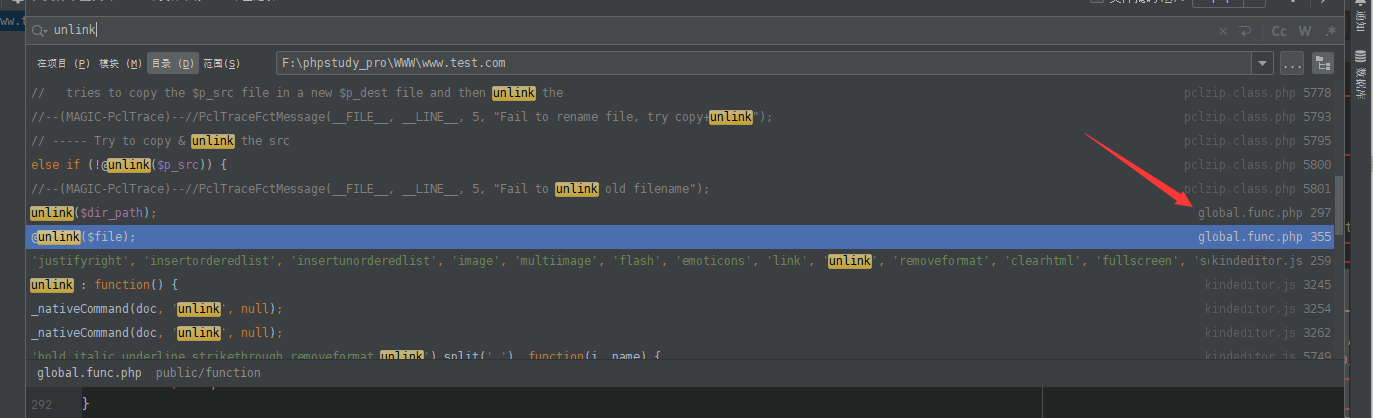 ww.t
unlink
Cc W .*
在项目 (P) 模块 (M) 目录 (D) 范围(S) F:\phpstudy_pro\WWW\www.test.com ...
// tries to copy the $p_src file in a new $p_dest file and then unlink the pclzip.class.php 5778
//--(MAGIC-PclTrace)--//PclTraceFctMessage(__FILE__, __LINE__, 5, "Fail to rename file, try copy+unlink"); pclzip.class.php 5793
// ----- Try to copy & unlink the src pclzip.class.php 5795
else if (!@unlink($p_src)) { pclzip.class.php 5800
//--(MAGIC-PclTrace)--//PclTraceFctMessage(__FILE__, __LINE__, 5, "Fail to unlink old filename"); pclzip.class.php 5801
unlink($dir_path); global.func.php 297
@unlink($file); global.func.php 355
'justifyright', 'insertorderedlist', 'insertunorderedlist', 'image', 'multiimage', 'flash', 'emoticons', 'link', 'unlink', 'removeformat', 'clearhtml', 'fullscreen', 's kindeditor.js 259
unlink : function() { kindeditor.js 3245
_nativeCommand(doc, 'unlink', null); kindeditor.js 3254
_nativeCommand(doc, 'unlink', null); kindeditor.js 3262
'bold,italic,underline,strikethrough,removeformat,unlink').split(','), function(i, name) { kindeditor.js 5749
global.func.php public/function
292 }
通知
数据库